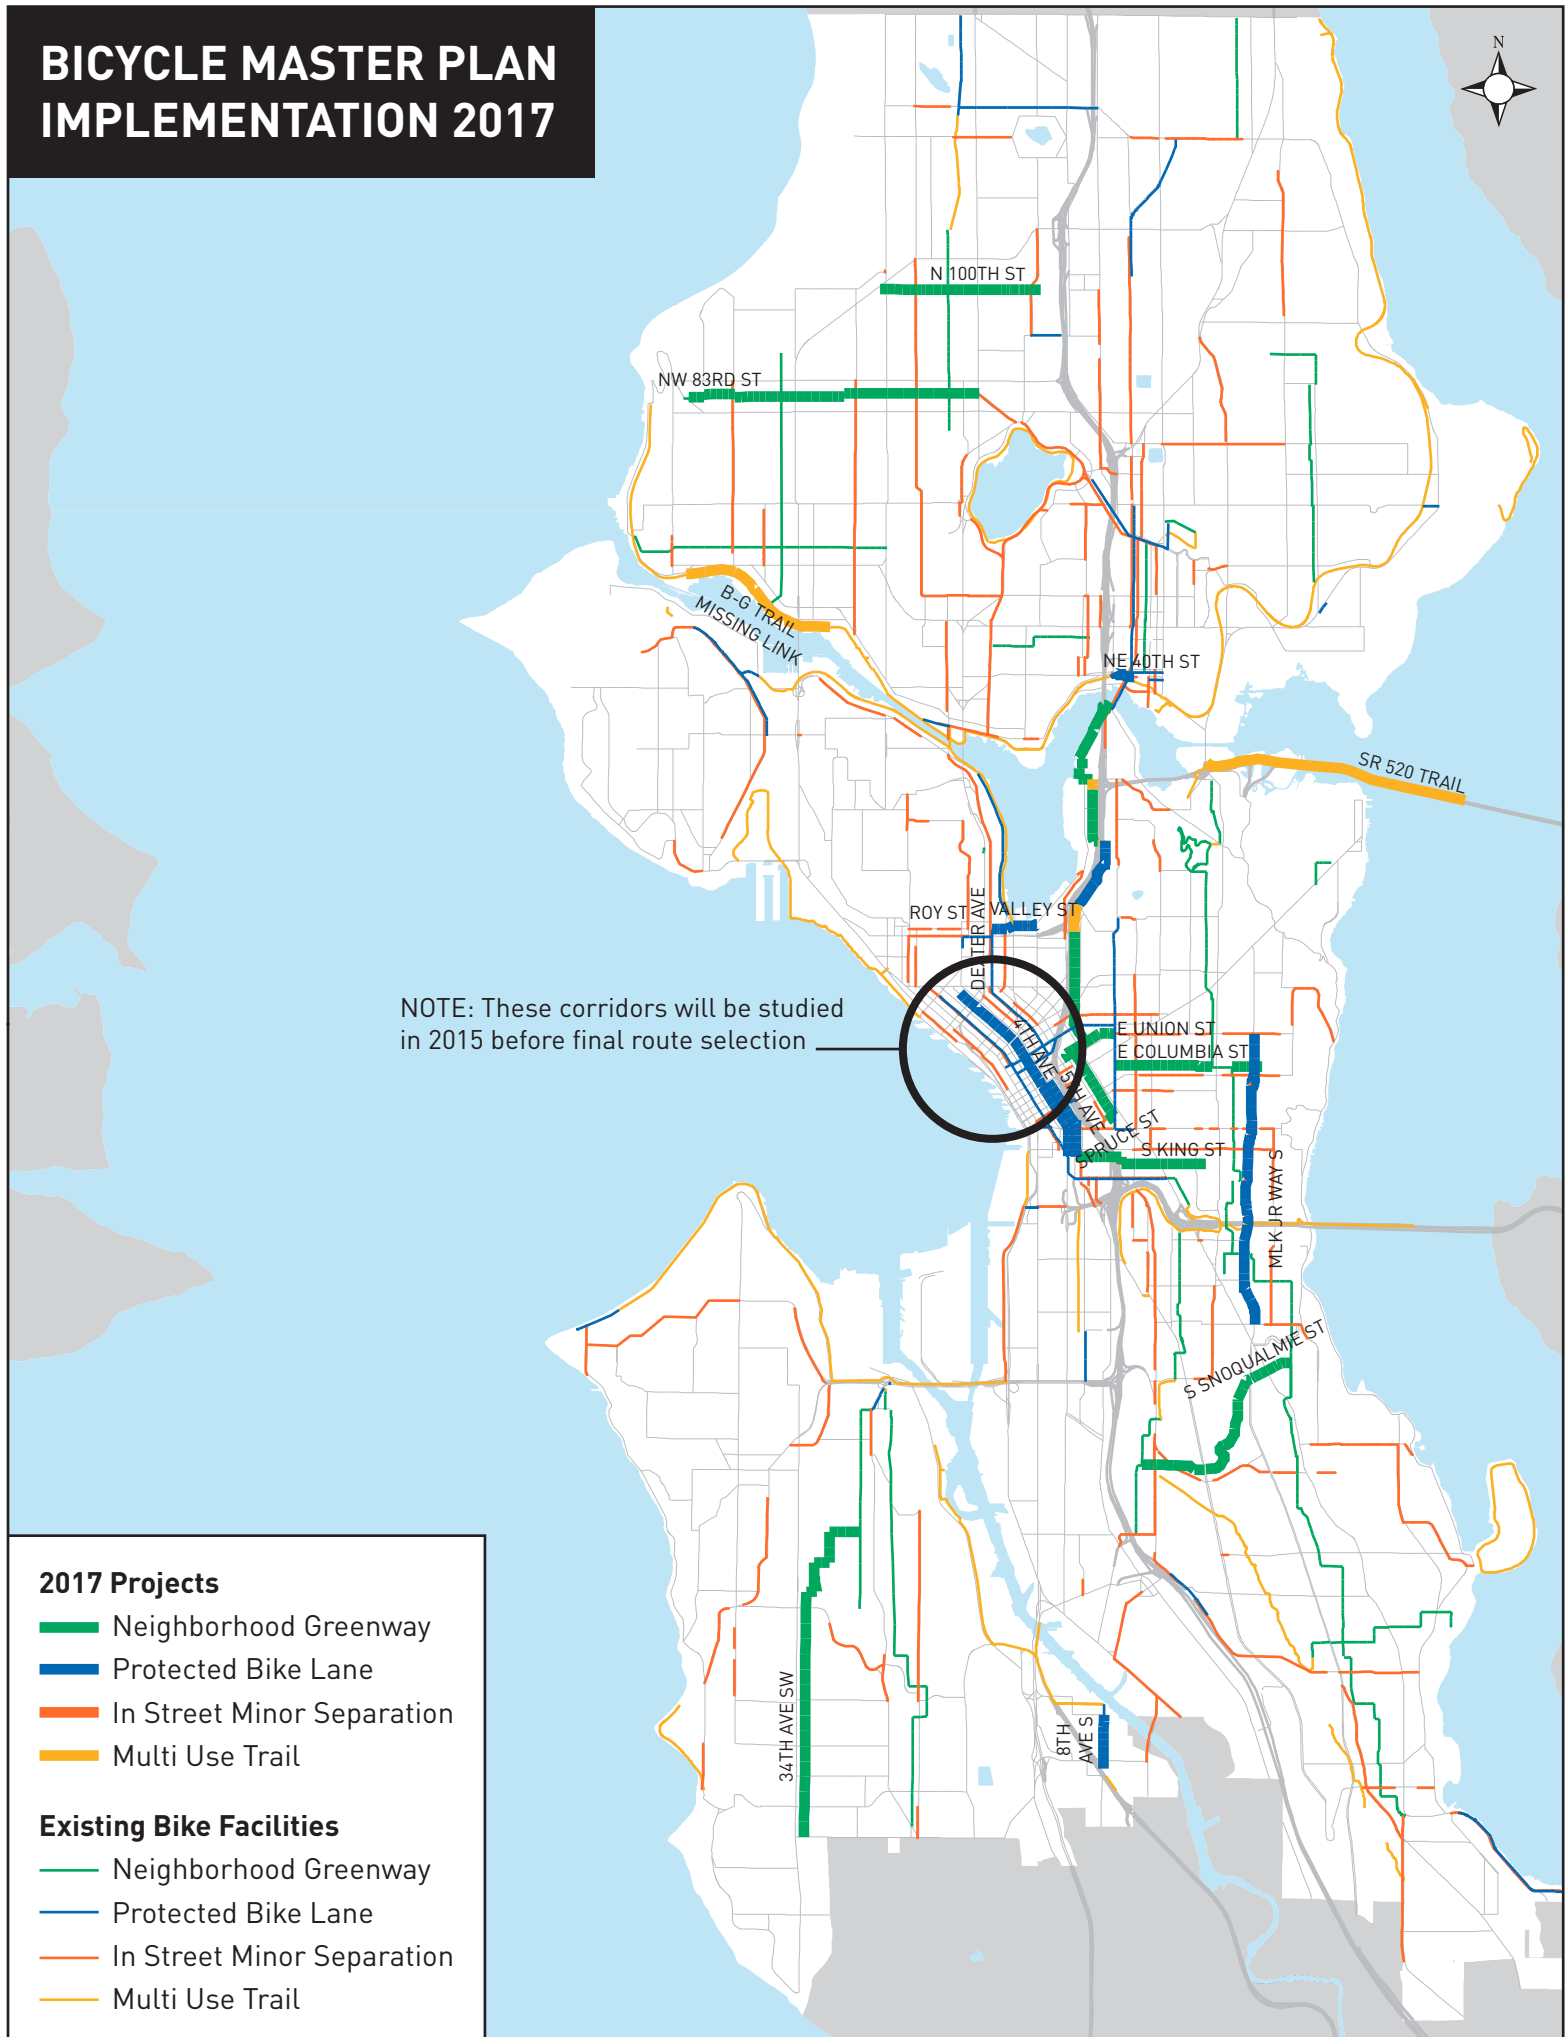 BICYCLE MASTER PLAN
IMPLEMENTATION 2017
N
N 100TH ST
NW 83RD ST
B-G TRAIL
MISSING LINK
NE 40TH ST
SR 520 TRAIL
ROY ST
DEXTER AVE
VALLEY ST
NOTE: These corridors will be studied
in 2015 before final route selection
4TH AVE
5TH AVE
E UNION ST
E COLUMBIA ST
SPRUCE ST
S KING ST
MLK JR WAY S
S SNOQUALMIE ST
34TH AVE SW
8TH
AVE S
2017 Projects
Neighborhood Greenway
Protected Bike Lane
In Street Minor Separation
Multi Use Trail
Existing Bike Facilities
Neighborhood Greenway
Protected Bike Lane
In Street Minor Separation
Multi Use Trail